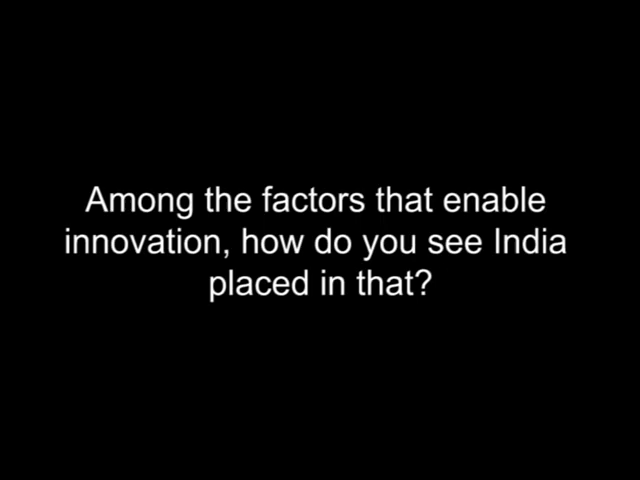 Among the factors that enable
innovation, how do you see India
placed in that?